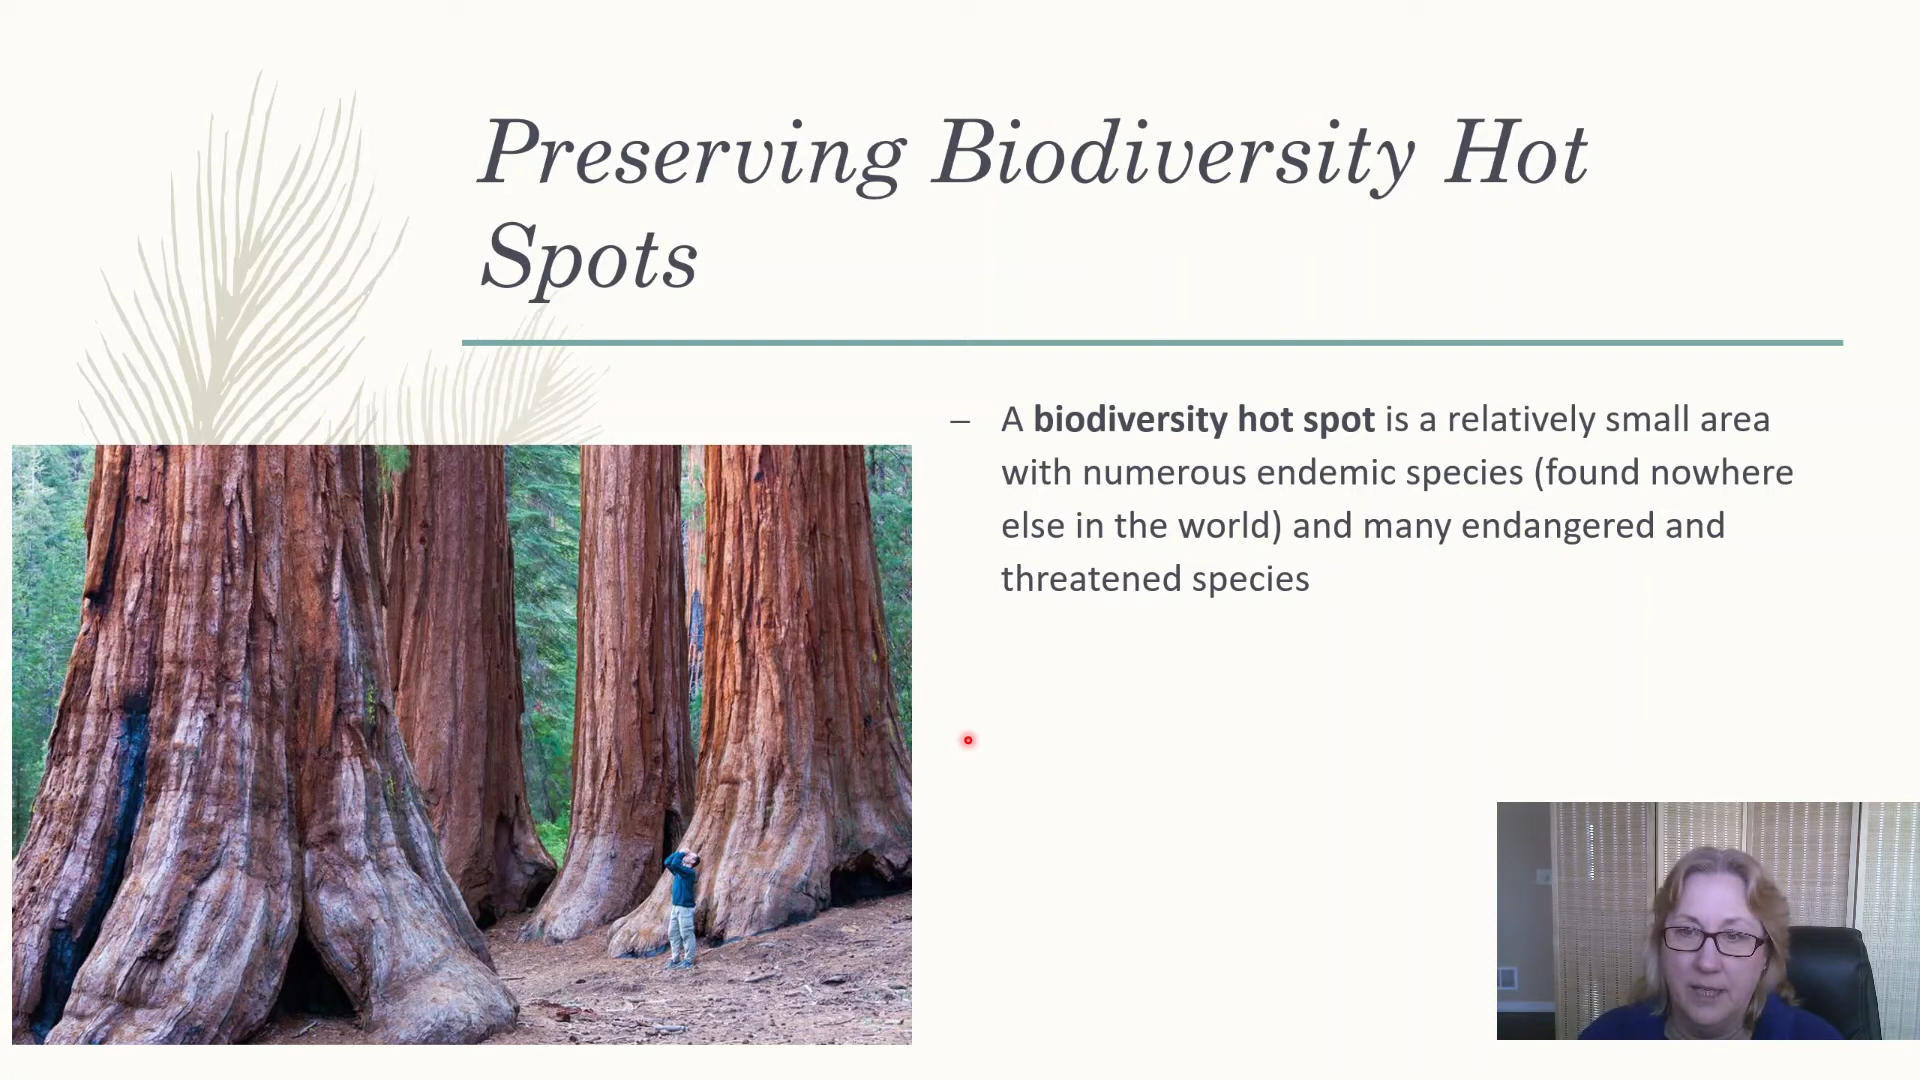 Preserving Biodiversity Hot
Spots
– A biodiversity hot spot is a relatively small area
with numerous endemic species (found nowhere
else in the world) and many endangered and
threatened species